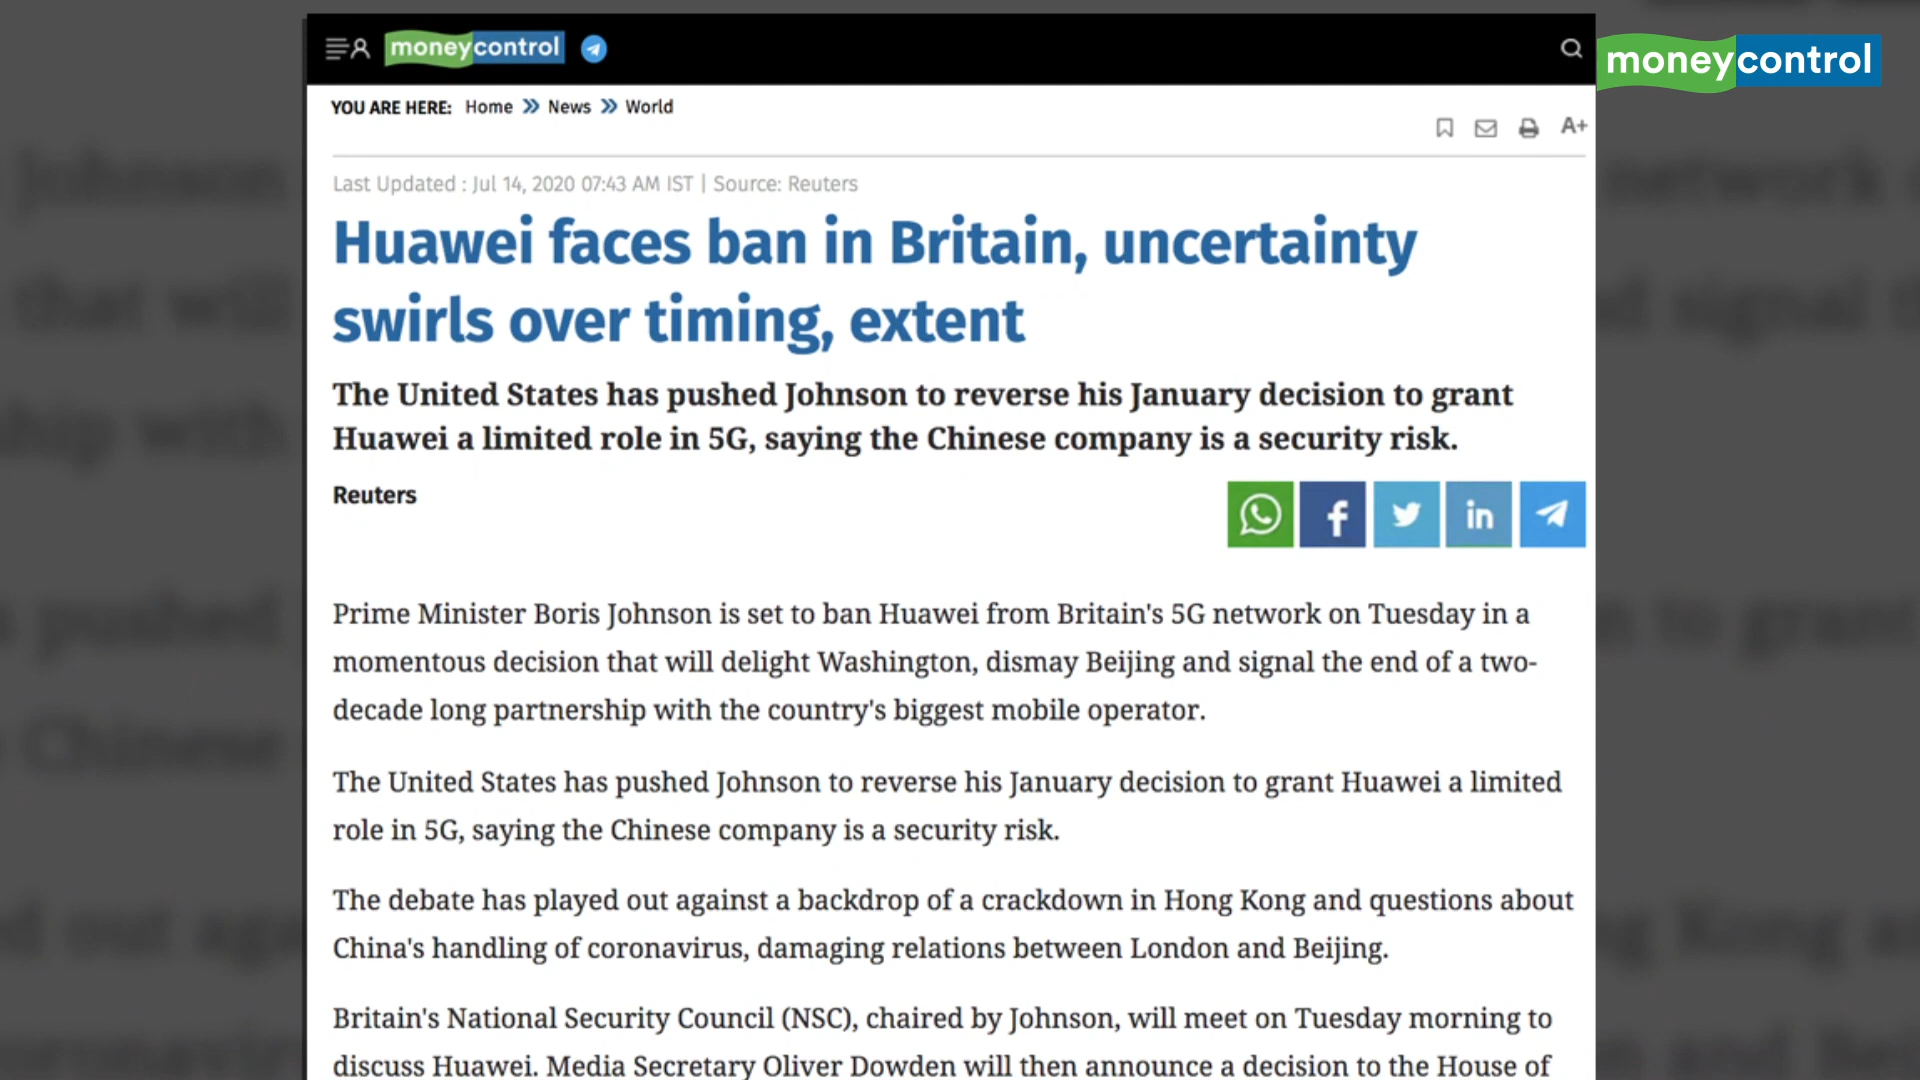 moneycontrol
moneycontrol
YOU ARE HERE: Home » News » World
A+
Last Updated : Jul 14, 2020 07:43 AM IST | Source: Reuters
Huawei faces ban in Britain, uncertainty
swirls over timing, extent
The United States has pushed Johnson to reverse his January decision to grant
Huawei a limited role in 5G, saying the Chinese company is a security risk.
Reuters
Prime Minister Boris Johnson is set to ban Huawei from Britain's 5G network on Tuesday in a
momentous decision that will delight Washington, dismay Beijing and signal the end of a two-
decade long partnership with the country's biggest mobile operator.
The United States has pushed Johnson to reverse his January decision to grant Huawei a limited
role in 5G, saying the Chinese company is a security risk.
The debate has played out against a backdrop of a crackdown in Hong Kong and questions about
China's handling of coronavirus, damaging relations between London and Beijing.
Britain's National Security Council (NSC), chaired by Johnson, will meet on Tuesday morning to
discuss Huawei. Media Secretary Oliver Dowden will then announce a decision to the House of